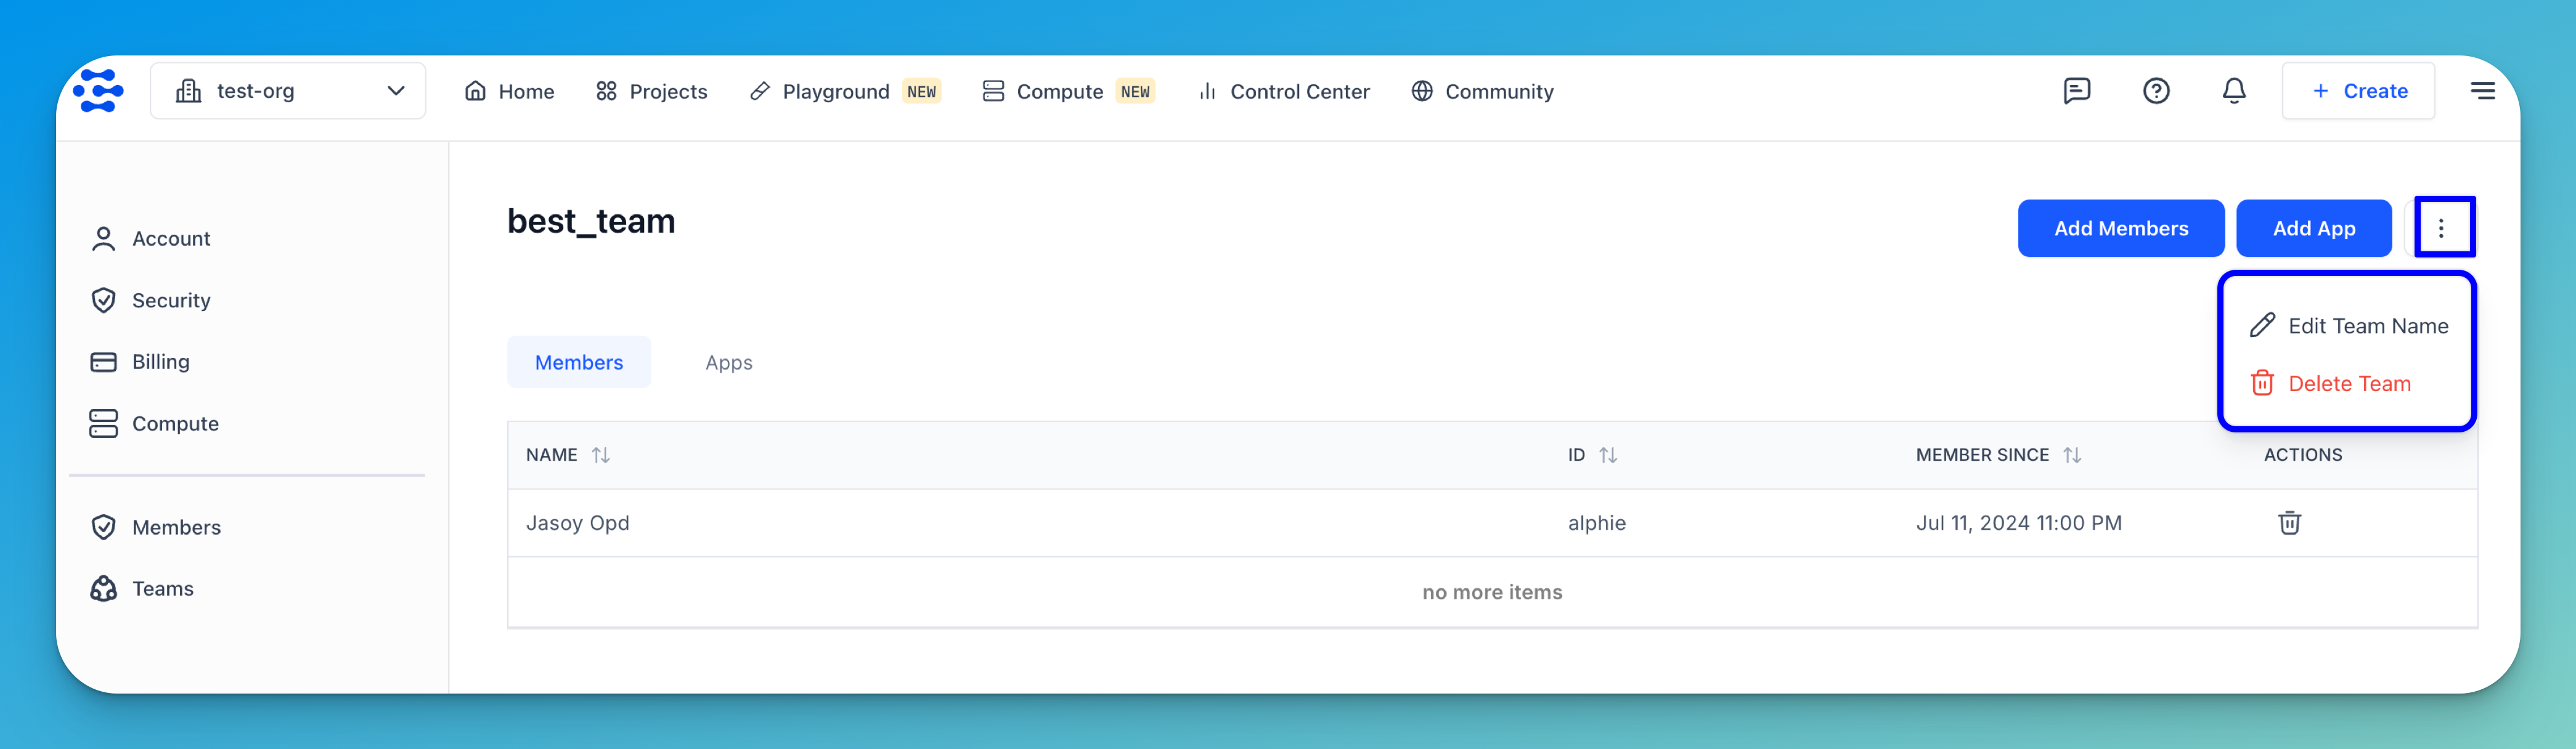 test-org
Home
Projects
Playground NEW
Compute NEW
Control Center
Community
+ Create
Account
Security
Billing
Compute
Members
Teams
best_team
Add Members
Add App
Edit Team Name
Delete Team
Members
Apps
NAME ID MEMBER SINCE ACTIONS
Jasoy Opd alphie Jul 11, 2024 11:00 PM
no more items